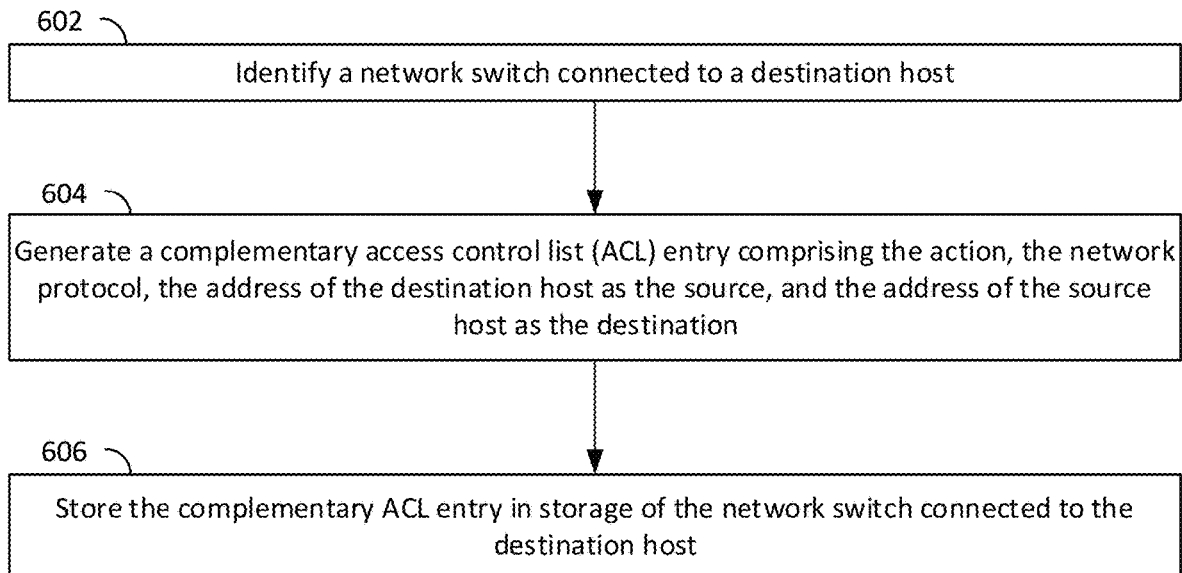 602
Identify a network switch connected to a destination host
604
Generate a complementary access control list (ACL) entry comprising the action, the network
protocol, the address of the destination host as the source, and the address of the source
host as the destination
606
Store the complementary ACL entry in storage of the network switch connected to the
destination host